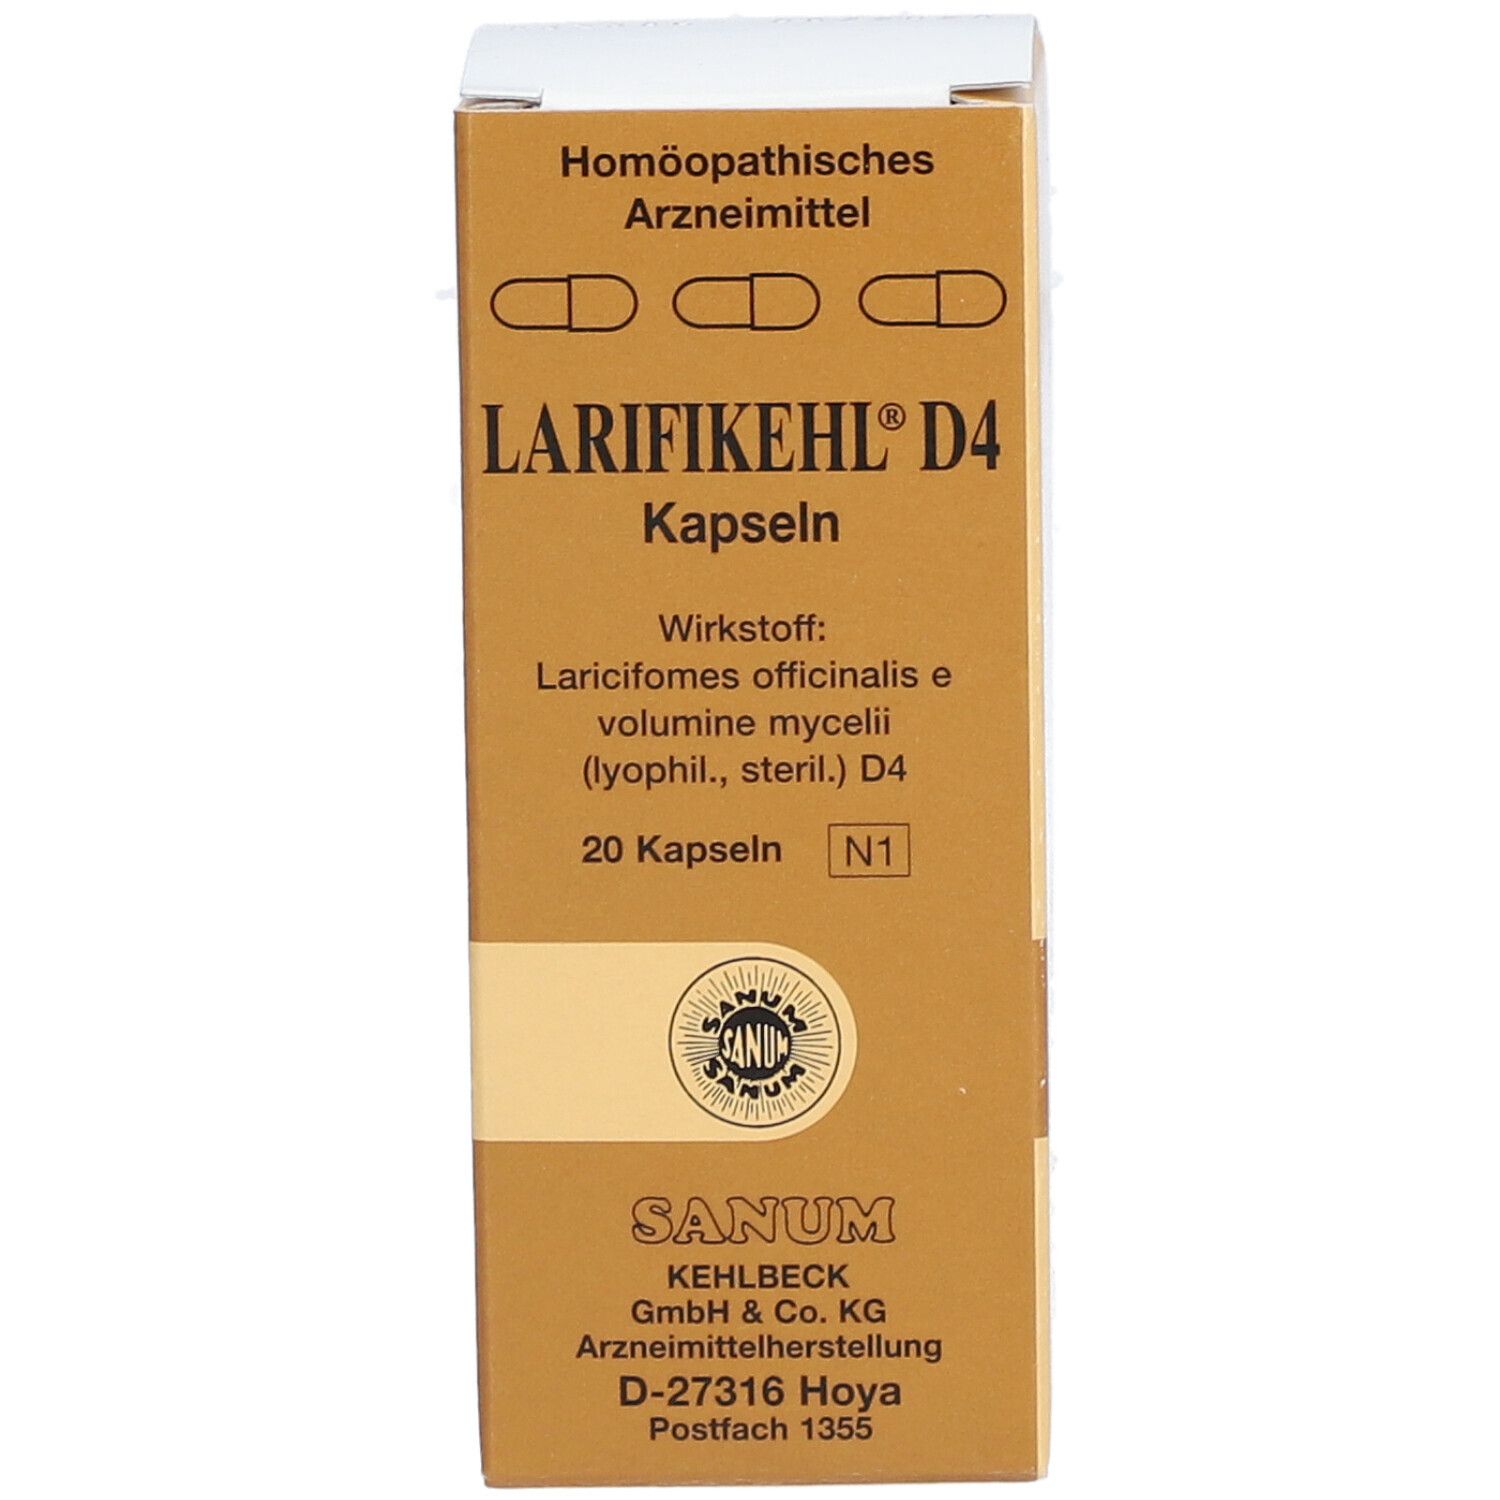 Homöopathisches
Arzneimittel
LARIFIKEHL® D4
Kapseln
Wirkstoff:
Laricifomes officinalis e
volumine mycelii
(lyophil., steril.) D4
20 Kapseln N1
SANUM
SANUM
SANUM
SANUM
KEHLBECK
GmbH & Co. KG
Arzneimittelherstellung
D-27316 Hoya
Postfach 1355